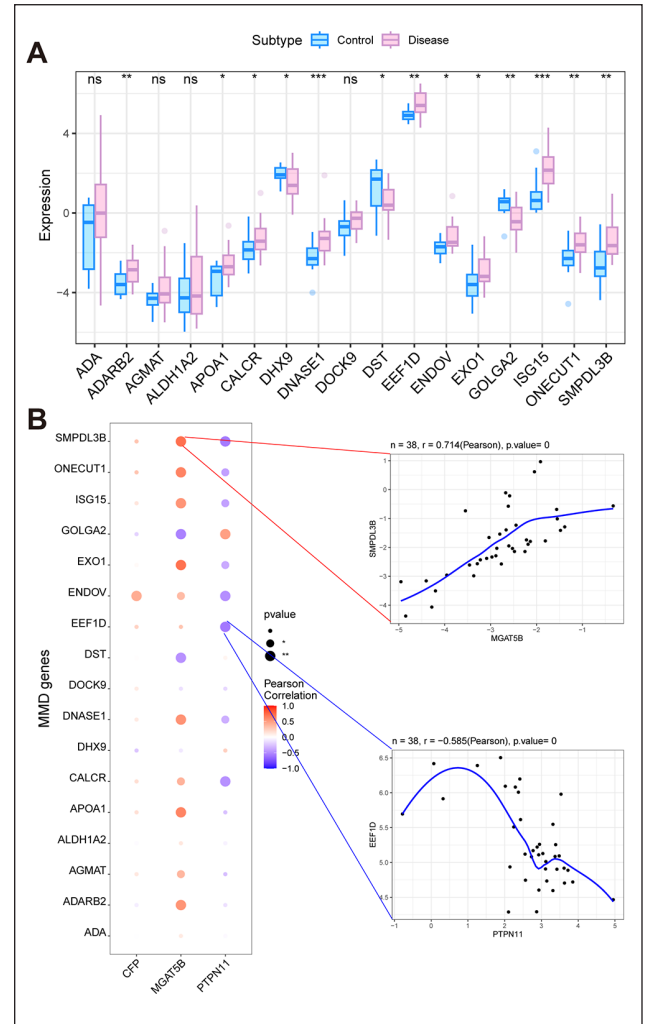 A
Subtype Control Disease
ns ** ns ns * * * *** ns * ** * * ** *** ** **
Expression
4
0
−4
ADA ADARB2 AGMAT ALDH1A2 APOA1 CALCR DHX9 DNASE1 DOCK9 DST EEF1D ENDOV EXO1 GOLGA2 ISG15 ONECUT1 SMPDL3B
B
MMD genes
SMPDL3B
ONECUT1
ISG15
GOLGA2
EXO1
ENDOV
EEF1D
DST
DOCK9
DNASE1
DHX9
CALCR
APOA1
ALDH1A2
AGMAT
ADARB2
ADA
CFP MGAT5B PTPN11
pvalue
*
**
Pearson
Correlation
1.0
0.5
0.0
−0.5
−1.0
n = 38, r = 0.714(Pearson), p.value= 0
SMPDL3B
1
0
−1
−2
−3
−4
−5 −4 −3 −2 −1
MGAT5B
n = 38, r = −0.585(Pearson), p.value= 0
EEF1D
6.5
6.0
5.5
5.0
4.5
−1 0 1 2 3 4 5
PTPN11